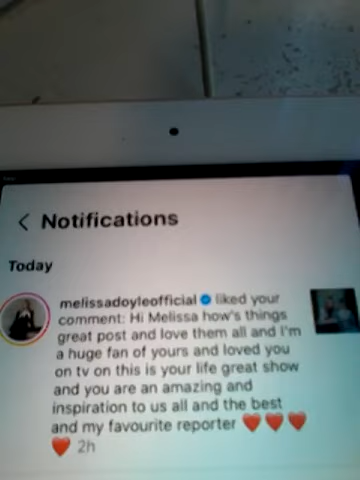 Notifications
Today
melissadoyleofficial liked your
comment: Hi Melissa how's things
great post and love them all and I'm
a huge fan of yours and loved you
on tv on this is your life great show
and you are an amazing and
inspiration to us all and the best
and my favourite reporter ❤️❤️❤️
❤️ 2h